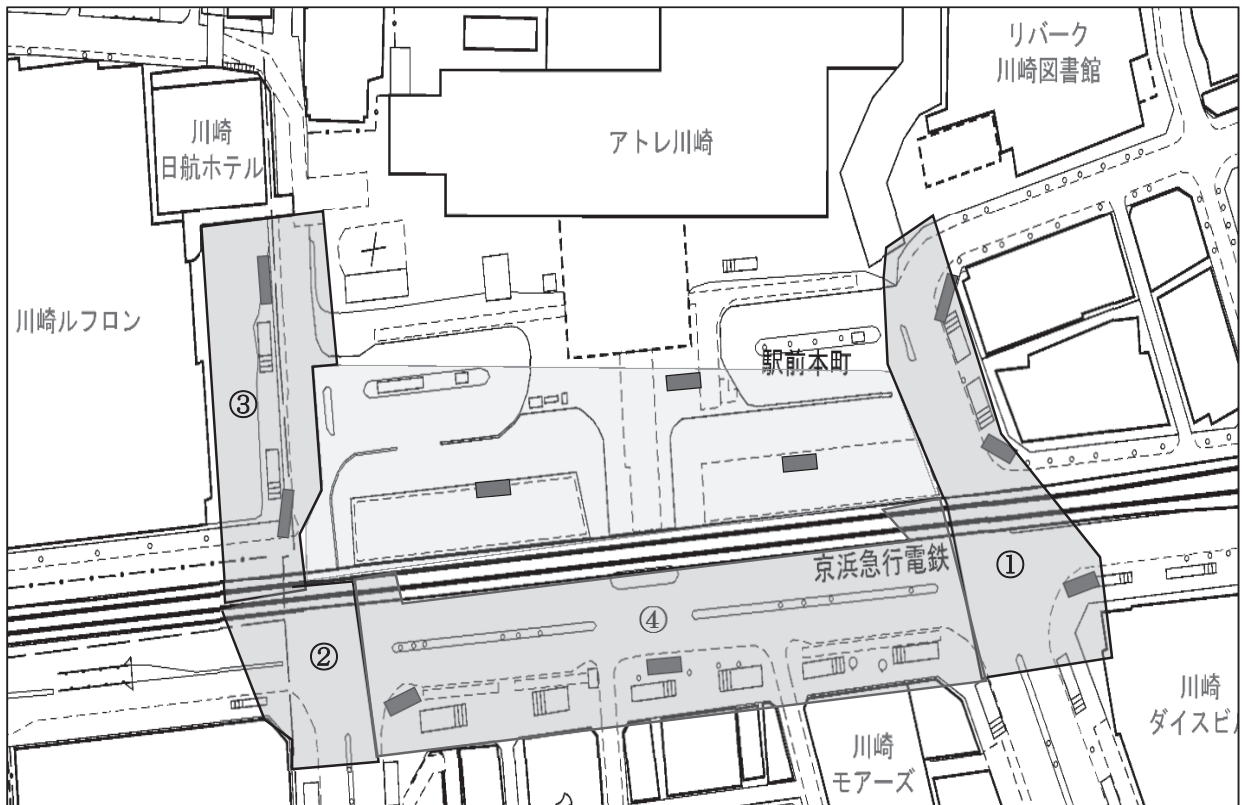 リバーク
川崎図書館
川崎
日航ホテル
アトレ川崎
川崎ルフロン
駅前本町
③
京浜急行電鉄
①
④
②
川崎
ダイスビル
川崎
モアーズ